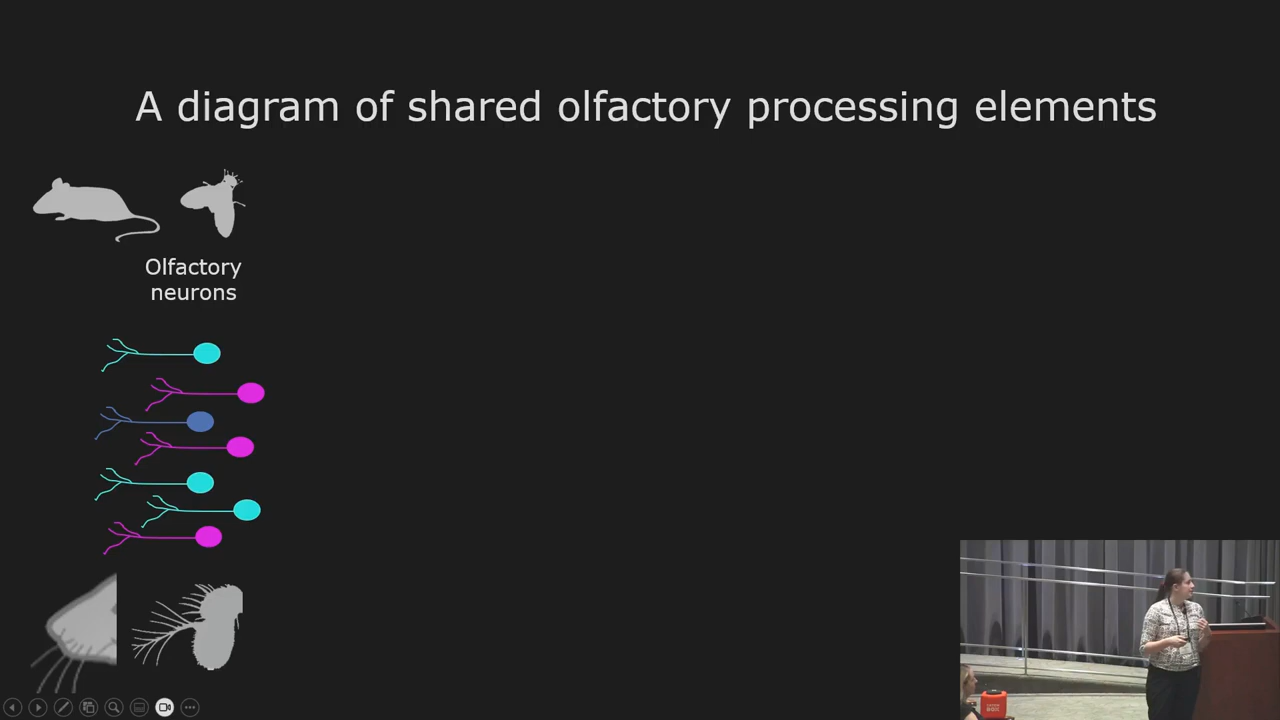 A diagram of shared olfactory processing elements
Olfactory
neurons